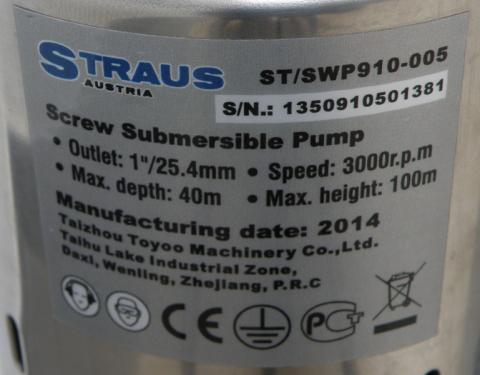 STRAUS
AUSTRIA
ST/SWP910-005
S/N.: 1350910501381
Screw Submersible Pump
• Outlet: 1"/25.4mm • Speed: 3000r.p.m
• Max. depth: 40m • Max. height: 100m
Manufacturing date: 2014
Taizhou Toyoo Machinery Co.,Ltd.
Taihu Lake Industrial Zone,
Daxi, Wenling, Zhejiang, P.R.C
CE